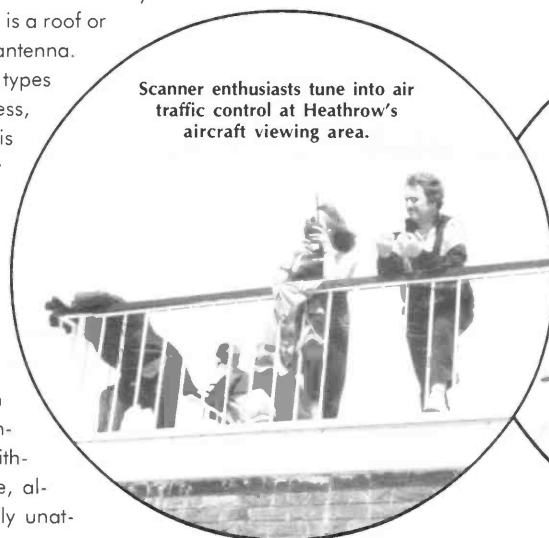 is a roof or
antenna.
types
ess,
is
Scanner enthusiasts tune into air
traffic control at Heathrow's
aircraft viewing area.
n-
ith-
e, al-
ly unat-